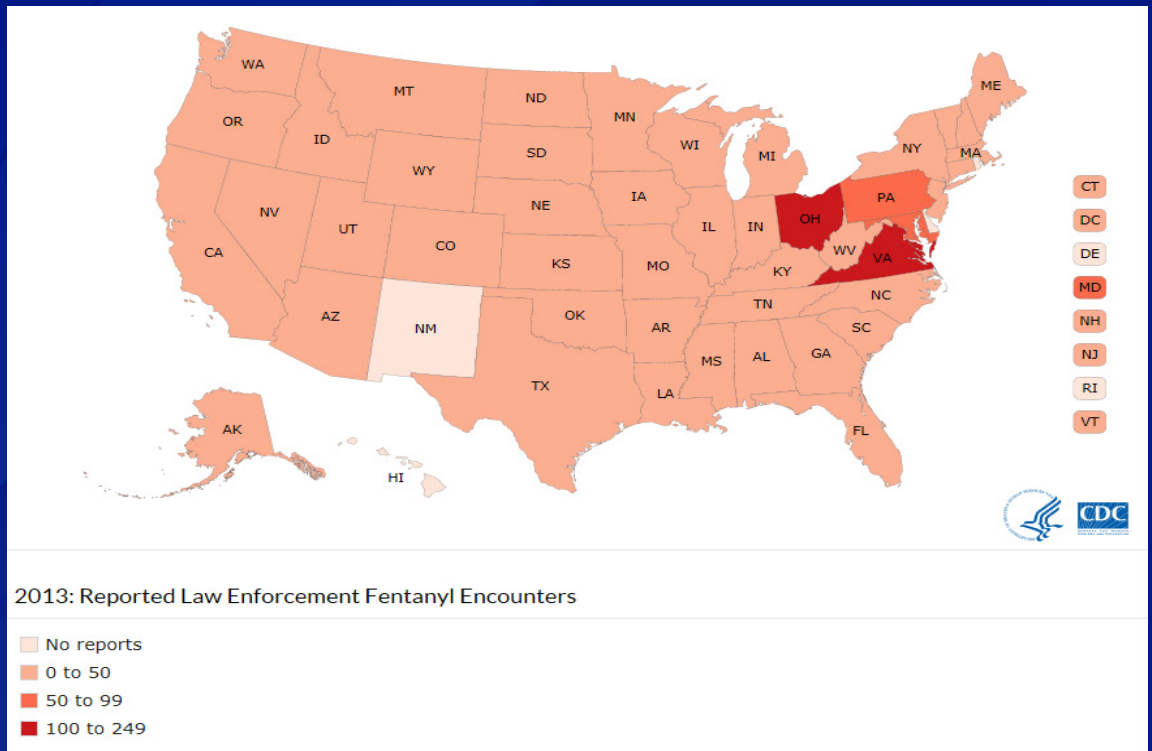 WA
MT
ND
MN
ME
OR
ID
SD
WI
MI
NY
MA
WY
IA
NE
PA
NV
UT
CO
IL
IN
OH
WV
VA
CA
KS
MO
KY
AZ
NM
OK
AR
TN
NC
SC
MS
AL
GA
TX
LA
FL
AK
HI
CT
DC
DE
MD
NH
NJ
RI
VT
CDC
2013: Reported Law Enforcement Fentanyl Encounters
No reports
0 to 50
50 to 99
100 to 249